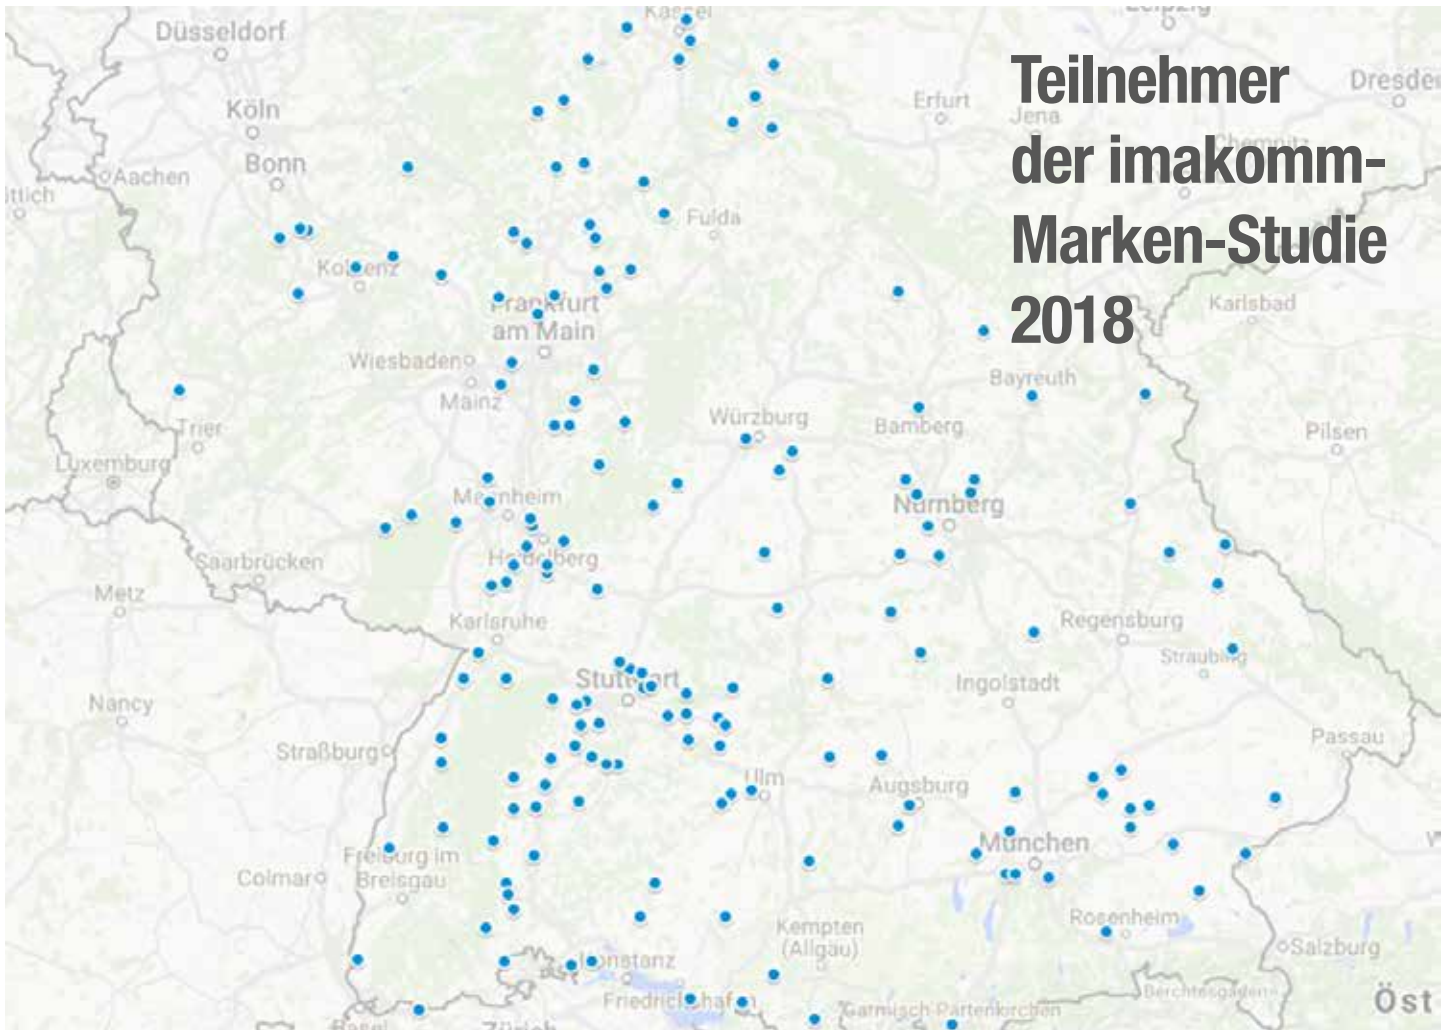 Teilnehmer
der imakomm-
Marken-Studie
2018
Kassel
Leipzig
Düsseldorf
Dresden
Köln
Erfurt
Jena
Chemnitz
Bonn
Aachen
ttich
Fulda
Koblenz
Karlsbad
Frankfurt
am Main
Wiesbaden
Bayreuth
Mainz
Würzburg
Bamberg
Trier
Pilsen
Luxemburg
Mannheim
Nürnberg
Saarbrücken
Heidelberg
Metz
Karlsruhe
Regensburg
Straubing
Stuttgart
Ingolstadt
Nancy
Straßburg
Passau
Ulm
Augsburg
München
Freiburg im
Breisgau
Colmar
Rosenheim
Kempten
(Allgäu)
Salzburg
Konstanz
Friedrichshafen
Garmisch-Partenkirchen
Berchtesgaden
Öst
Basel
Zürich